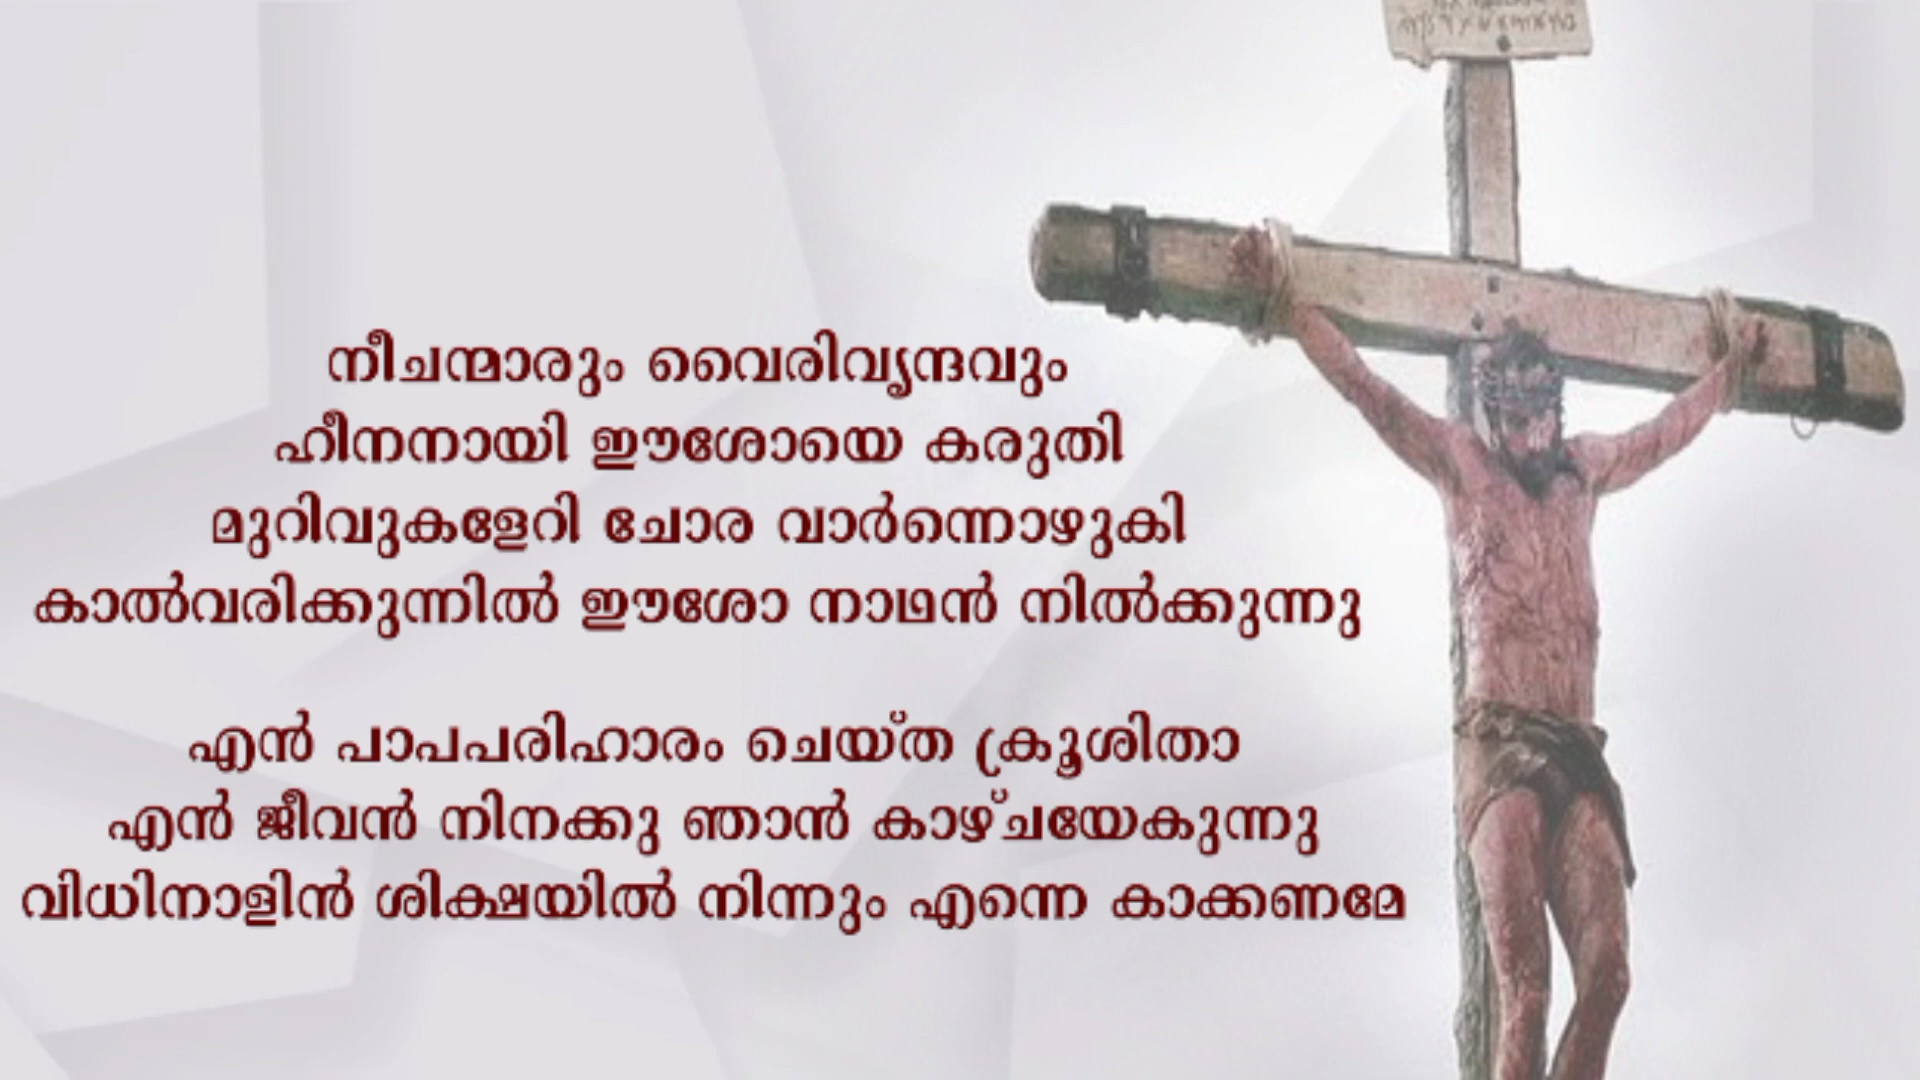 നീചന്മാരും വൈരിവൃന്ദവും
ഹീനനായി ഈശോയെ കരുതി
മുറിവുകളേറി ചോര വാർന്നൊഴുകി
കാൽവരിക്കുന്നിൽ ഈശോ നാഥൻ നിൽക്കുന്നു
എൻ പാപപരിഹാരം ചെയ്ത ക്രൂശിതാ
എൻ ജീവൻ നിനക്കു ഞാൻ കാഴ്ചയേകുന്നു
വിധിനാളിൻ ശിക്ഷയിൽ നിന്നും എന്നെ കാക്കണമേ